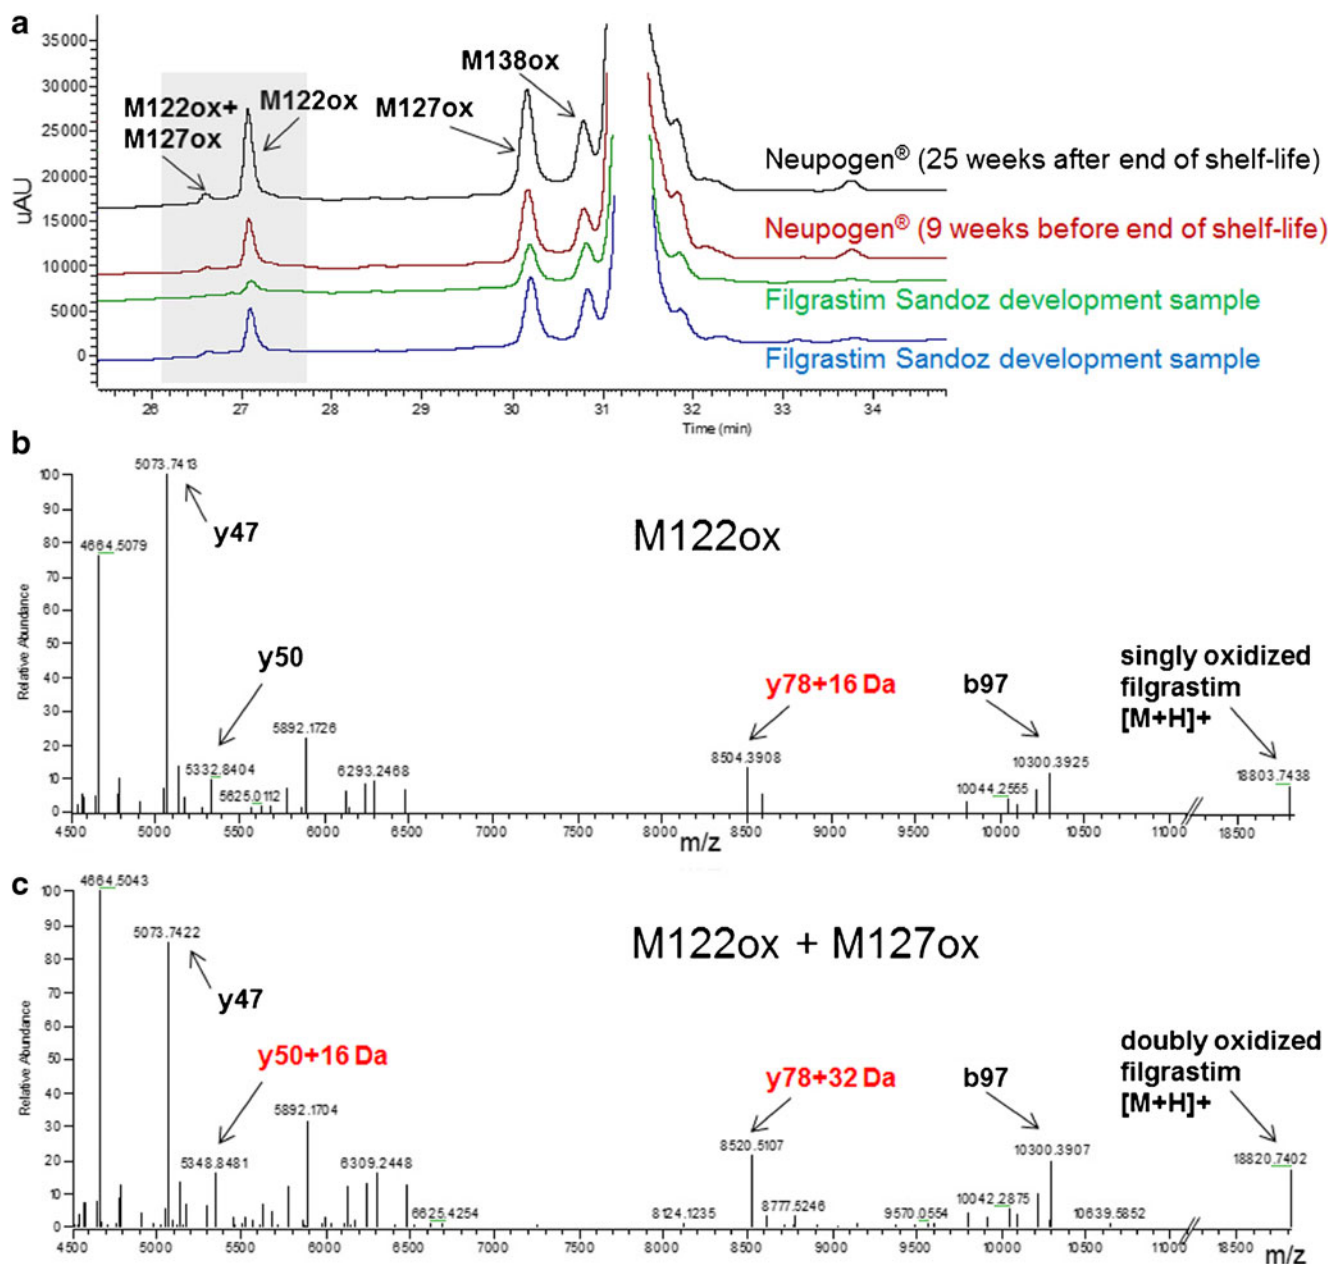 a
35000
30000
25000
20000
15000
10000
5000
0
uAU
M122ox+
M127ox
M122ox
M127ox
M138ox
Neupogen® (25 weeks after end of shelf-life)
Neupogen® (9 weeks before end of shelf-life)
Filgrastim Sandoz development sample
Filgrastim Sandoz development sample
26 27 28 29 30 31 32 33 34
Time (min)
b
5073.7413
y47
4664.5079
M122ox
y50
5332.8404
5625.0112
5892.1726
6293.2468
y78+16 Da
8504.3908
b97
10300.3925
10044.2565
singly oxidized
filgrastim
[M+H]+
18803.7438
Relative Abundance
100
90
80
70
60
50
40
30
20
10
0
4500 5000 5500 6000 6500 7000 7500 8000 8500 9000 9500 10000 10500 11000 18500
m/z
c
4664.5043
5073.7422
y47
M122ox + M127ox
y50+16 Da
5348.8481
5892.1704
6309.2448
6625.4254
8124.1235
y78+32 Da
8520.5107
8777.5246
9570.0554
b97
10300.3907
10042.2875
10639.5852
doubly oxidized
filgrastim
[M+H]+
18820.7402
Relative Abundance
100
90
80
70
60
50
40
30
20
10
0
4500 5000 5500 6000 6500 7000 7500 8000 8500 9000 9500 10000 10500 11000 18500
m/z